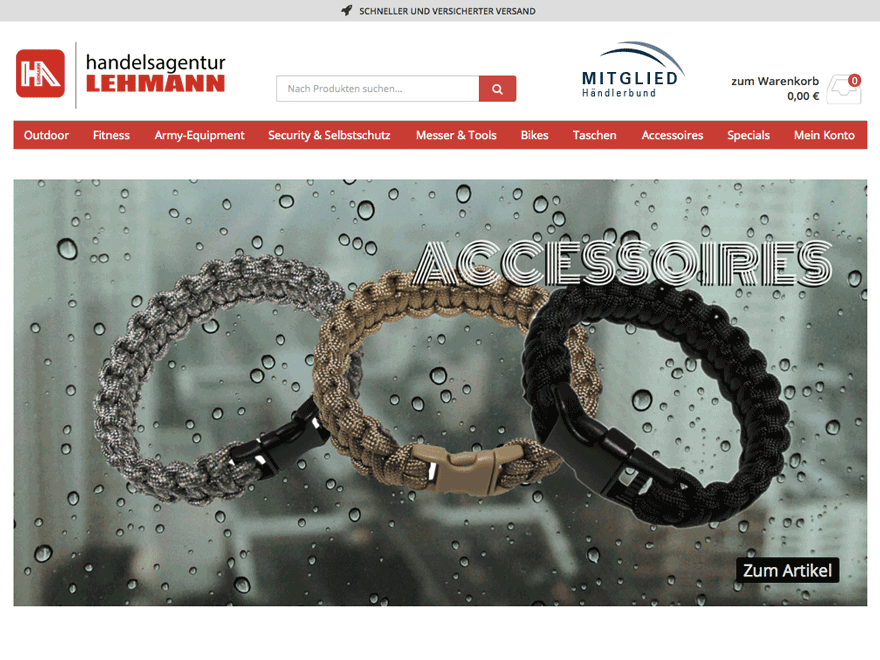 SCHNELLER UND VERSICHERTER VERSAND
HA
handelsagentur
LEHMANN
Nach Produkten suchen...
MITGLIED
Händlerbund
zum Warenkorb
0,00 €
0
Outdoor Fitness Army-Equipment Security & Selbstschutz Messer & Tools Bikes Taschen Accessoires Specials Mein Konto
ACCESSOIRES
Zum Artikel